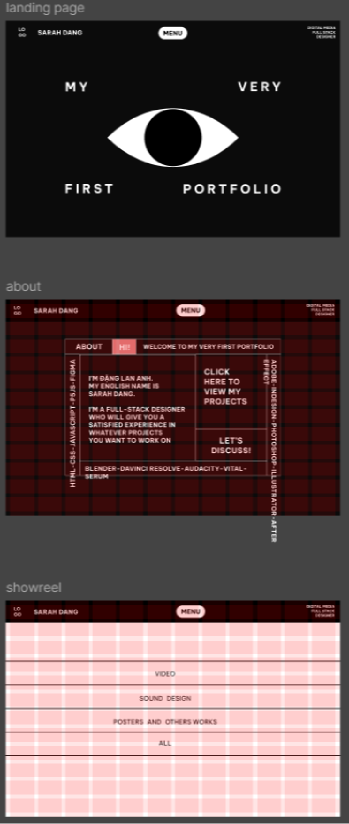 landing page
LO
GO
SARAH DANG
MENU
DIGITAL MEDIA
FULL STACK
DESIGNER
MY VERY
FIRST PORTFOLIO
about
LO
GO
SARAH DANG
MENU
DIGITAL MEDIA
FULL STACK
DESIGNER
ABOUT HI! WELCOME TO MY VERY FIRST PORTFOLIO
HTML-CSS-JAVASCRIPT-P5JS-FIGMA
I'M ĐẶNG LAN ANH.
MY ENGLISH NAME IS
SARAH DANG.
I'M A FULL-STACK DESIGNER
WHO WILL GIVE YOU A
SATISFIED EXPERIENCE IN
WHATEVER PROJECTS
YOU WANT TO WORK ON
CLICK
HERE TO
VIEW MY
PROJECTS
LET'S
DISCUSS!
ADOBE-INDESIGN-PHOTOSHOP-ILLUSTRATOR-AFTER
EFFECT
BLENDER-DAVINCI RESOLVE-AUDACITY-VITAL-
SERUM
showreel
LO
GO
SARAH DANG
MENU
DIGITAL MEDIA
FULL STACK
DESIGNER
VIDEO
SOUND DESIGN
POSTERS AND OTHERS WORKS
ALL